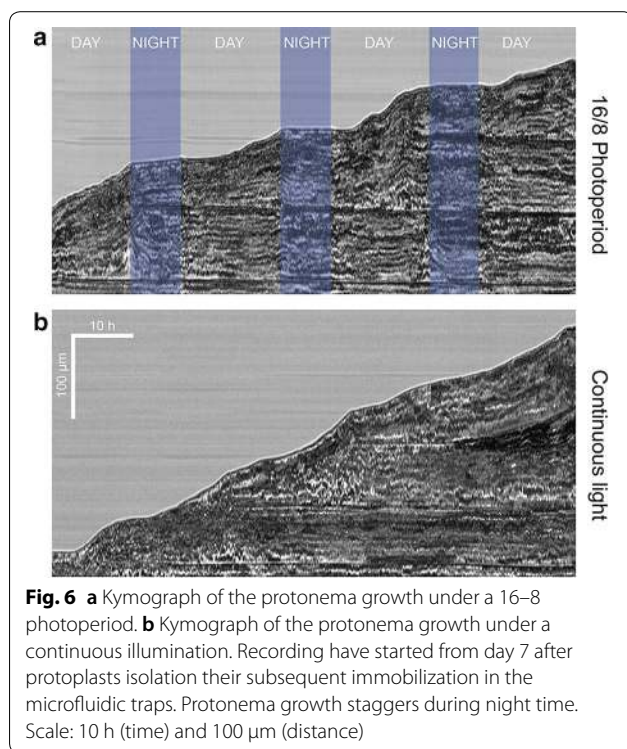 a
DAY NIGHT DAY NIGHT DAY NIGHT DAY
16/8 Photoperiod
b
10 h
100 µm
Continuous light
Fig. 6 a Kymograph of the protonema growth under a 16–8
photoperiod. b Kymograph of the protonema growth under a
continuous illumination. Recording have started from day 7 after
protoplasts isolation their subsequent immobilization in the
microfluidic traps. Protonema growth staggers during night time.
Scale: 10 h (time) and 100 µm (distance)